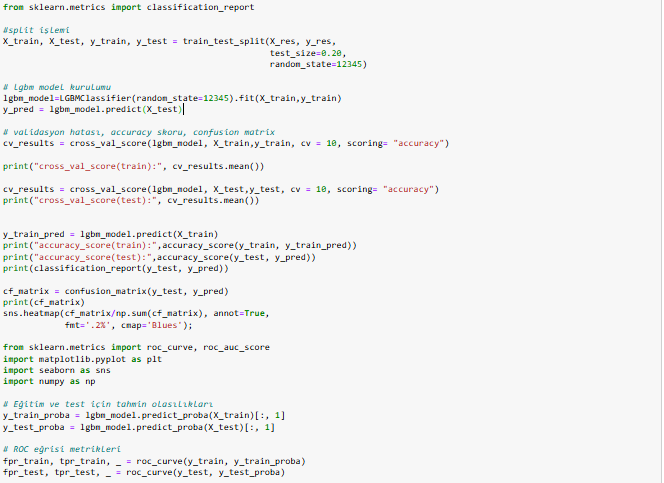 from sklearn.metrics import classification_report
#split işlemi
X_train, X_test, y_train, y_test = train_test_split(X_res, y_res,
test_size=0.20,
random_state=12345)
# lgbm model kurulumu
lgbm_model=LGBMClassifier(random_state=12345).fit(X_train,y_train)
y_pred = lgbm_model.predict(X_test)
# validasyon hatası, accuracy skoru, confusion matrix
cv_results = cross_val_score(lgbm_model, X_train,y_train, cv = 10, scoring= "accuracy")
print("cross_val_score(train):", cv_results.mean())
cv_results = cross_val_score(lgbm_model, X_test,y_test, cv = 10, scoring= "accuracy")
print("cross_val_score(test):", cv_results.mean())
y_train_pred = lgbm_model.predict(X_train)
print("accuracy_score(train):",accuracy_score(y_train, y_train_pred))
print("accuracy_score(test):",accuracy_score(y_test, y_pred))
print(classification_report(y_test, y_pred))
cf_matrix = confusion_matrix(y_test, y_pred)
print(cf_matrix)
sns.heatmap(cf_matrix/np.sum(cf_matrix), annot=True,
fmt='.2%', cmap='Blues');
from sklearn.metrics import roc_curve, roc_auc_score
import matplotlib.pyplot as plt
import seaborn as sns
import numpy as np
# Eğitim ve test için tahmin olasılıkları
y_train_proba = lgbm_model.predict_proba(X_train)[:, 1]
y_test_proba = lgbm_model.predict_proba(X_test)[:, 1]
# ROC eğrisi metrikleri
fpr_train, tpr_train, _ = roc_curve(y_train, y_train_proba)
fpr_test, tpr_test, _ = roc_curve(y_test, y_test_proba)